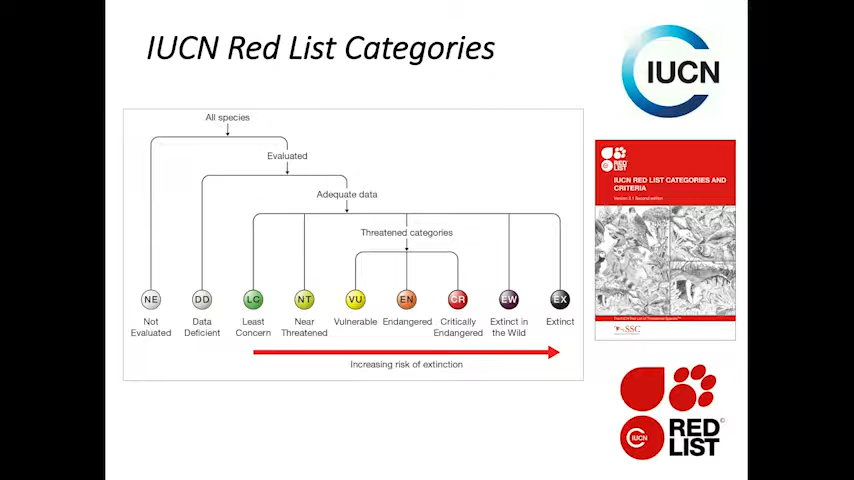 IUCN Red List Categories
IUCN
All species
Evaluated
Adequate data
Threatened categories
NE
DD
LC
NT
VU
EN
CR
EW
EX
Not
Evaluated
Data
Deficient
Least
Concern
Near
Threatened
Vulnerable
Endangered
Critically
Endangered
Extinct in
the Wild
Extinct
Increasing risk of extinction
RED
LIST
IUCN RED LIST CATEGORIES AND
CRITERIA
Version 3.1 Second edition
SSC
IUCN
RED
LIST